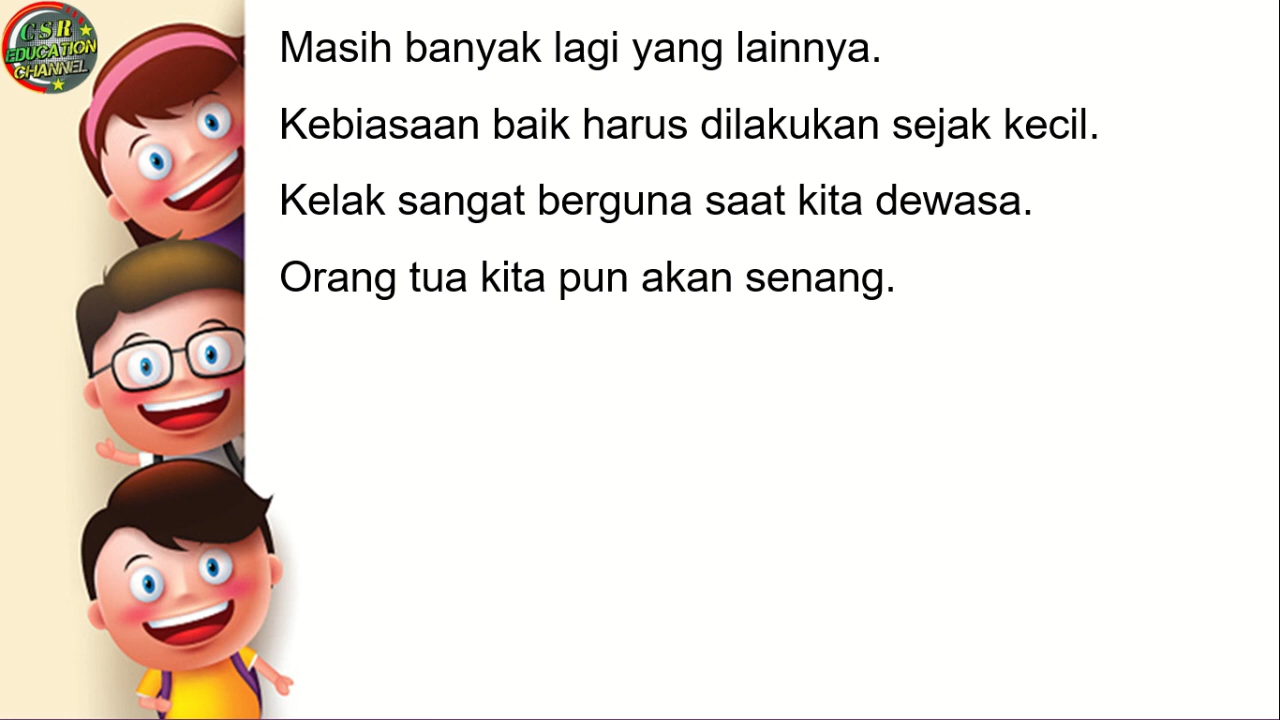 CSR
EDUCATION
CHANNEL
Masih banyak lagi yang lainnya.
Kebiasaan baik harus dilakukan sejak kecil.
Kelak sangat berguna saat kita dewasa.
Orang tua kita pun akan senang.